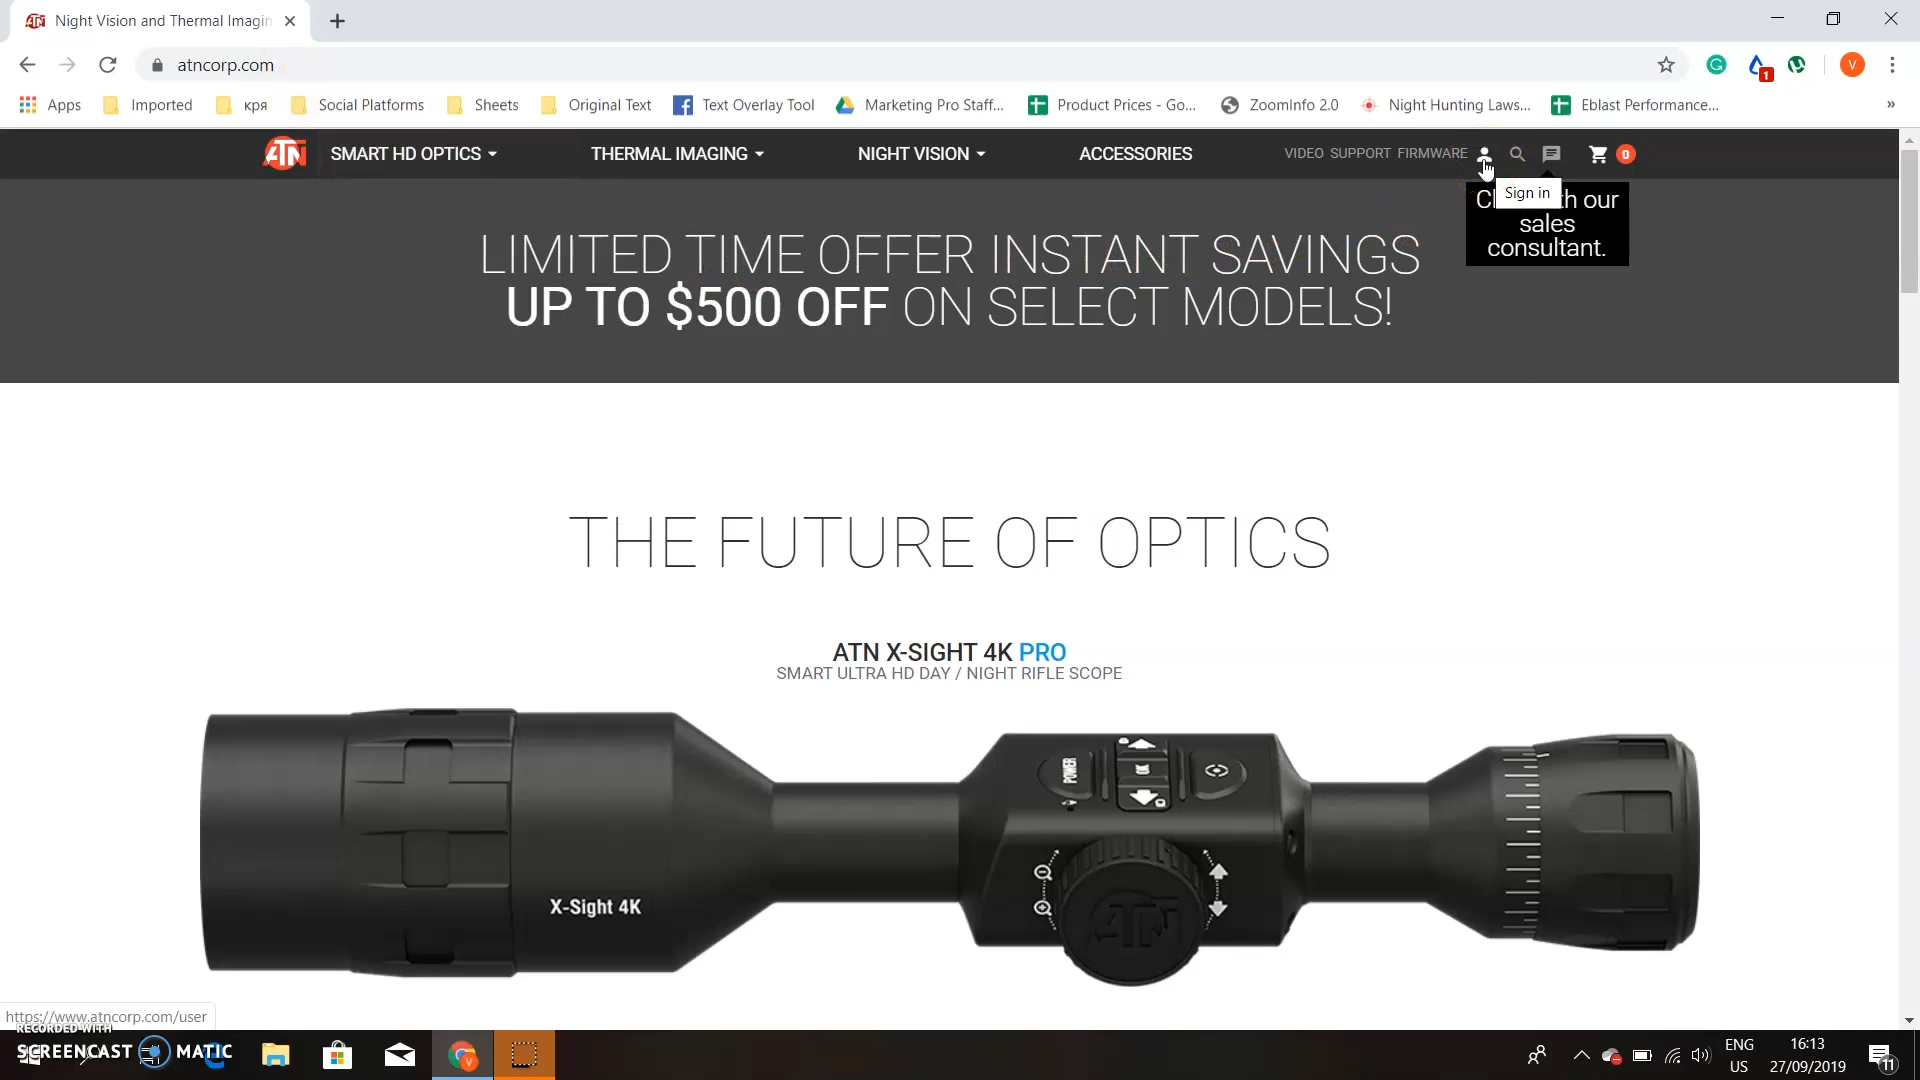 Night Vision and Thermal Imagin
atncorp.com
1
V
Apps Imported кря Social Platforms Sheets Original Text Text Overlay Tool Marketing Pro Staff... Product Prices - Go... ZoomInfo 2.0 Night Hunting Laws... Eblast Performance... »
ATN SMART HD OPTICS THERMAL IMAGING NIGHT VISION ACCESSORIES VIDEO SUPPORT FIRMWARE 0
Sign in
our
sales
consultant.
LIMITED TIME OFFER INSTANT SAVINGS
UP TO $500 OFF ON SELECT MODELS!
THE FUTURE OF OPTICS
ATN X-SIGHT 4K PRO
SMART ULTRA HD DAY / NIGHT RIFLE SCOPE
POWER
OK
X-Sight 4K
ATN
https://www.atncorp.com/user
RECORDED WITH
SCREENCAST MATIC
V
ENG
US
16:13
27/09/2019
11